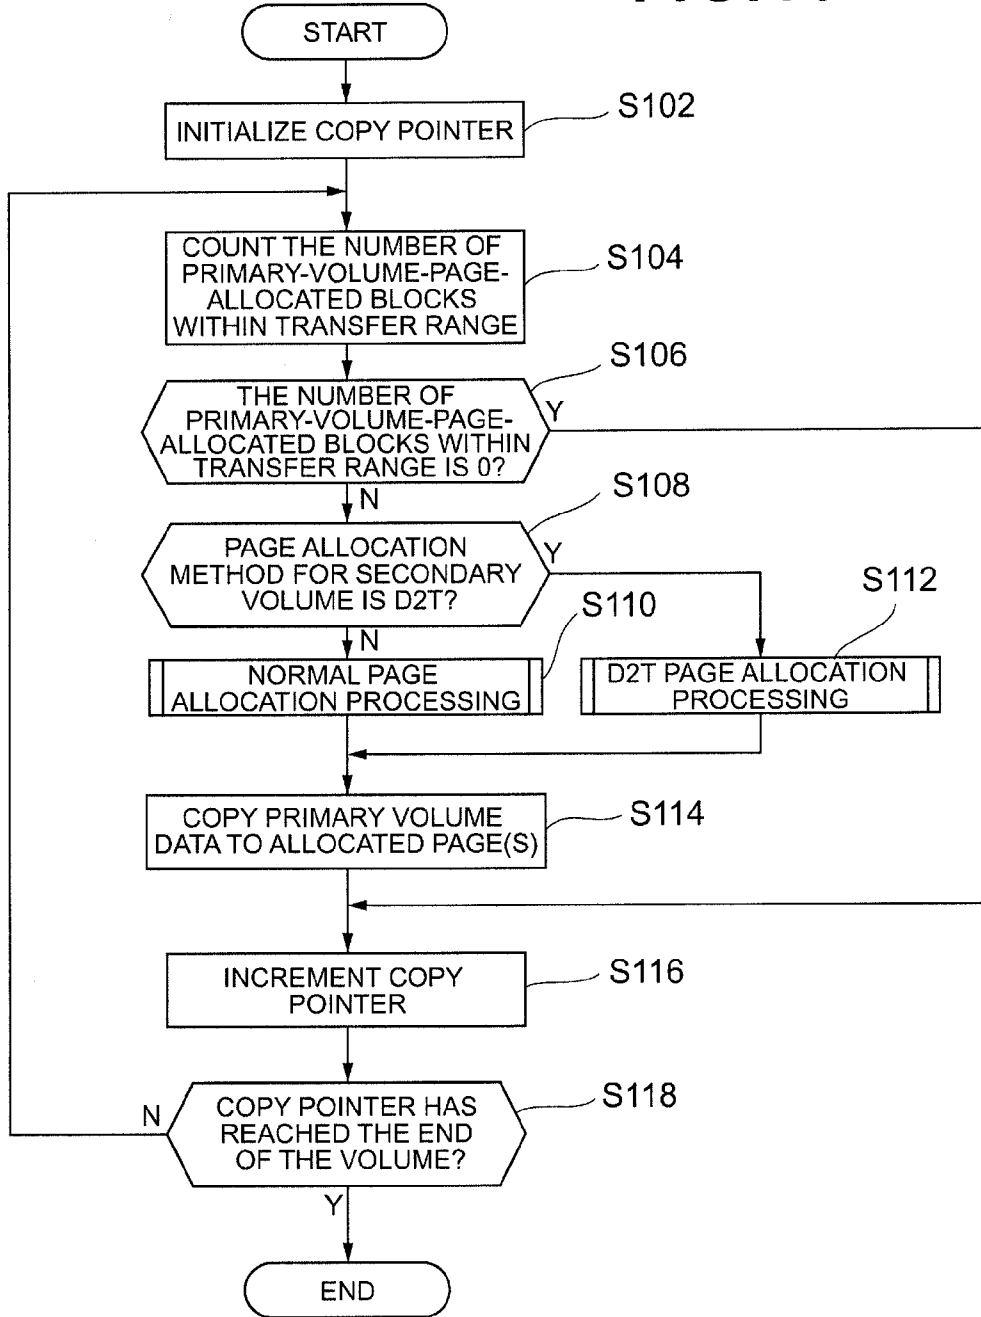 START
INITIALIZE COPY POINTER
S102
COUNT THE NUMBER OF
PRIMARY-VOLUME-PAGE-
ALLOCATED BLOCKS
WITHIN TRANSFER RANGE
S104
THE NUMBER OF
PRIMARY-VOLUME-PAGE-
ALLOCATED BLOCKS WITHIN
TRANSFER RANGE IS 0?
S106
Y
N
PAGE ALLOCATION
METHOD FOR SECONDARY
VOLUME IS D2T?
S108
Y
N
NORMAL PAGE
ALLOCATION PROCESSING
S110
D2T PAGE ALLOCATION
PROCESSING
S112
COPY PRIMARY VOLUME
DATA TO ALLOCATED PAGE(S)
S114
INCREMENT COPY
POINTER
S116
COPY POINTER HAS
REACHED THE END
OF THE VOLUME?
S118
N
Y
END